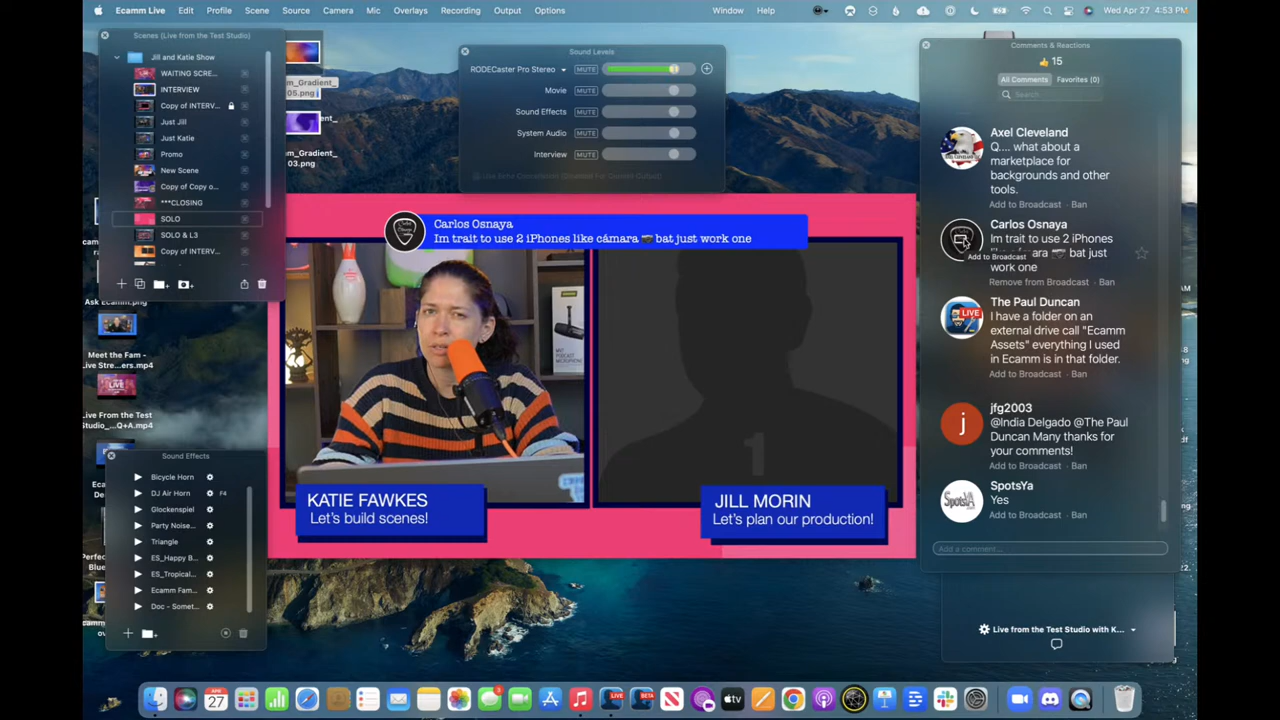 Ecamm Live Edit Profile Scene Source Camera Mic Overlays Recording Output Options Window Help Wed Apr 27 4:53 PM
Scenes (Live from the Test Studio)
Jill and Katie Show
WAITING SCRE...
INTERVIEW
Copy of INTERV...
Just Jill
Just Katie
Promo
New Scene
Copy of Copy o...
***CLOSING
SOLO
SOLO & L3
Copy of INTERV...
Ask Ecamm.
Meet the Fam -
Live Stre...ers.mp4
Live From the Test
Studio_...Q+A.mp4
Sound Effects
Bicycle Horn
DJ Air Horn F4
Glockenspiel
Party Noise...
Triangle
ES_Happy B...
ES_Tropical...
Ecamm Fam...
Doc - Somet...
Sound Levels
RODECaster Pro Stereo MUTE
Movie MUTE
Sound Effects MUTE
System Audio MUTE
Interview MUTE
Carlos Osnaya
Im trait to use 2 iPhones like cámara 📹 bat just work one
KATIE FAWKES
Let's build scenes!
1
JILL MORIN
Let's plan our production!
Comments & Reactions
👍 15
All Comments Favorites (0)
Search
Axel Cleveland
Q.... what about a
marketplace for
backgrounds and other
tools.
Add to Broadcast · Ban
Carlos Osnaya
Im trait to use 2 iPhones
ara 📹 bat just
work one
Add to Broadcast
Remove from Broadcast · Ban
The Paul Duncan
I have a folder on an
external drive call "Ecamm
Assets" everything I used
in Ecamm is in that folder.
Add to Broadcast · Ban
jfg2003
@India Delgado @The Paul
Duncan Many thanks for
your comments!
Add to Broadcast · Ban
SpotsYa
Yes
Add to Broadcast · Ban
Add a comment...
Live from the Test Studio with K...